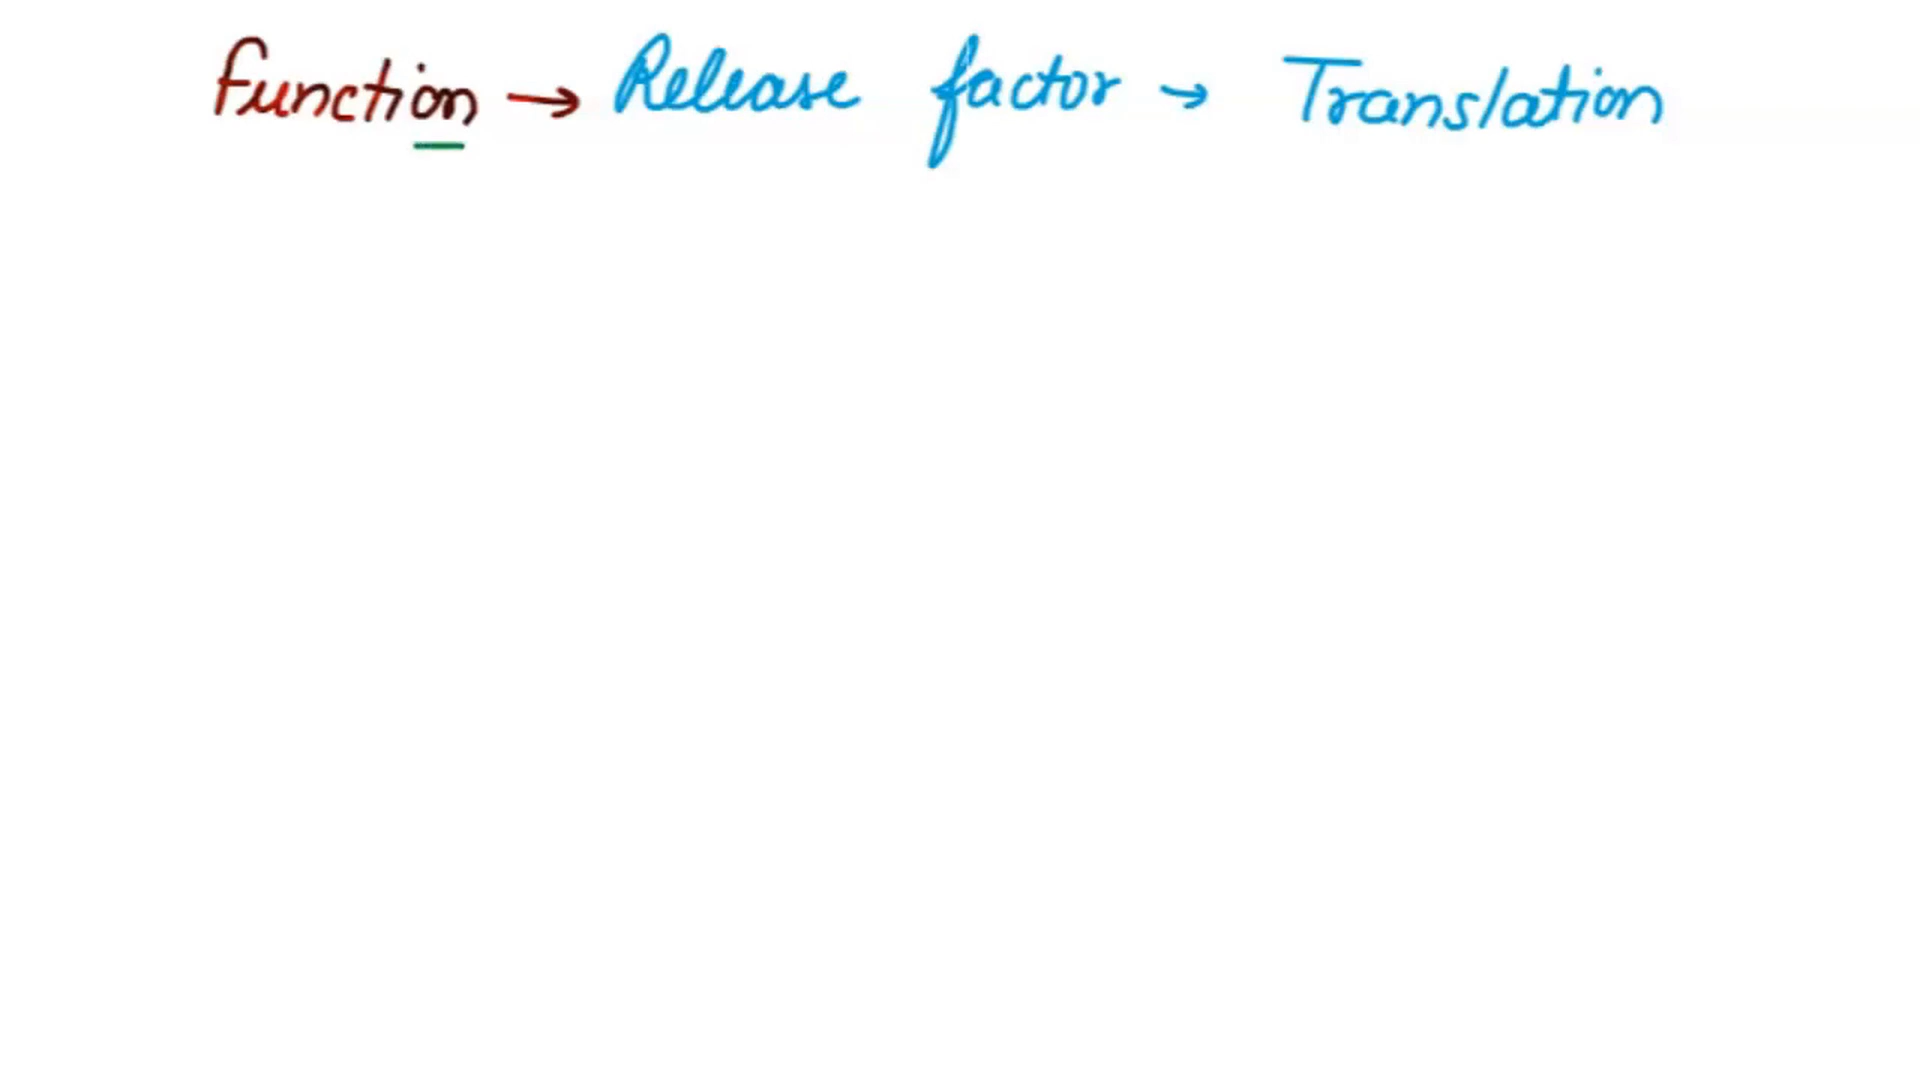 function → Release factor → Translation